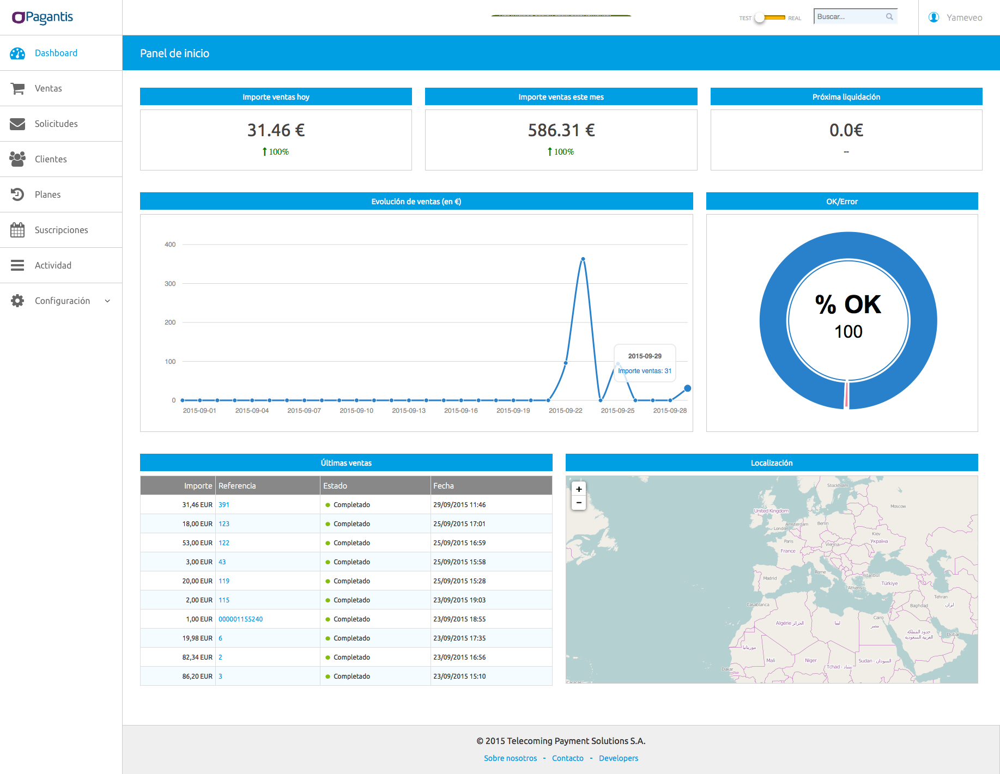 Pagantis
TEST REAL
Buscar...
Yameveo
Dashboard
Ventas
Solicitudes
Clientes
Planes
Suscripciones
Actividad
Configuración
Panel de inicio
Importe ventas hoy
31.46 €
100%
Importe ventas este mes
586.31 €
100%
Próxima liquidación
0.0€
--
Evolución de ventas (en €)
400
300
200
100
0
2015-09-01 2015-09-04 2015-09-07 2015-09-10 2015-09-13 2015-09-16 2015-09-19 2015-09-22 2015-09-25 2015-09-28
2015-09-29
Importe ventas: 31
OK/Error
% OK
100
Últimas ventas
Importe Referencia Estado Fecha
31,46 EUR 391 Completado 29/09/2015 11:46
18,00 EUR 123 Completado 25/09/2015 17:01
53,00 EUR 122 Completado 25/09/2015 16:59
3,00 EUR 43 Completado 25/09/2015 15:58
20,00 EUR 119 Completado 25/09/2015 15:28
2,00 EUR 115 Completado 23/09/2015 19:03
1,00 EUR 000001155240 Completado 23/09/2015 18:55
19,98 EUR 6 Completado 23/09/2015 17:35
82,34 EUR 2 Completado 23/09/2015 16:56
86,20 EUR 3 Completado 23/09/2015 15:10
Localización
+
−
Stockholm
Moscow
United Kingdom
Amsterdam
Berlin
London
Kiev
Україна
Paris
Vienna
France
Rome
Istanbul
Madrid
Türkiye
Athens
Tehran
Casablanca
Baghdad
ایران
Cairo
Algérie الجزائر
ليبيا
مصر
حدود المملكة
العربية السعودية
Dubai
موريتانيا
Mali
Niger
Tchad - تشاد
Sudan - السودان
Dakar
Caracas
© 2015 Telecoming Payment Solutions S.A.
Sobre nosotros - Contacto - Developers